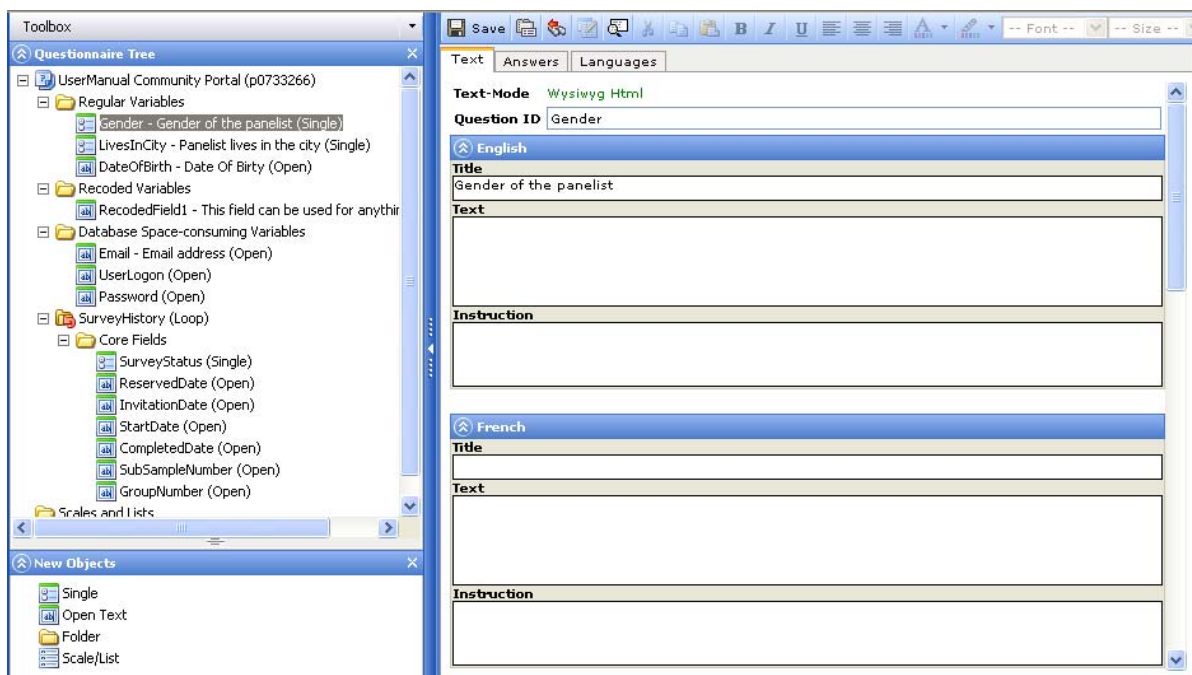 Toolbox
Questionnaire Tree
UserManual Community Portal (p0733266)
Regular Variables
Gender - Gender of the panelist (Single)
LivesInCity - Panelist lives in the city (Single)
DateOfBirth - Date Of Birty (Open)
Recoded Variables
RecodedField1 - This field can be used for anythin
Database Space-consuming Variables
Email - Email address (Open)
UserLogon (Open)
Password (Open)
SurveyHistory (Loop)
Core Fields
SurveyStatus (Single)
ReservedDate (Open)
InvitationDate (Open)
StartDate (Open)
CompletedDate (Open)
SubSampleNumber (Open)
GroupNumber (Open)
Scales and Lists
New Objects
Single
Open Text
Folder
Scale/List
Save B I U A -- Font -- -- Size --
Text Answers Languages
Text-Mode Wysiwyg Html
Question ID Gender
English
Title
Gender of the panelist
Text
Instruction
French
Title
Text
Instruction